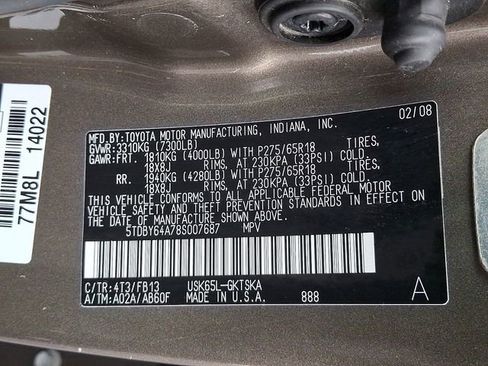 77M8L 14022
MFD.BY:TOYOTA MOTOR MANUFACTURING, INDIANA, INC. 02/08
GVWR:3310KG (7300LB)
GAWR:FRT. 1810KG (4000LB) WITH P275/65R18 TIRES,
18X8J RIMS, AT 230KPA (33PSI) COLD.
RR. 1940KG (4280LB) WITH P275/65R18 TIRES,
18X8J RIMS, AT 230KPA (33PSI) COLD.
THIS VEHICLE CONFORMS TO ALL APPLICABLE FEDERAL MOTOR
VEHICLE SAFETY STANDARDS IN EFFECT ON THE
DATE OF MANUFACTURE SHOWN ABOVE.
5TDBY64A78S007687 MPV
C/TR:4T3/FB13 USK65L-GKTSKA
A/TM:A02A/AB60F MADE IN U.S.A. 888 A